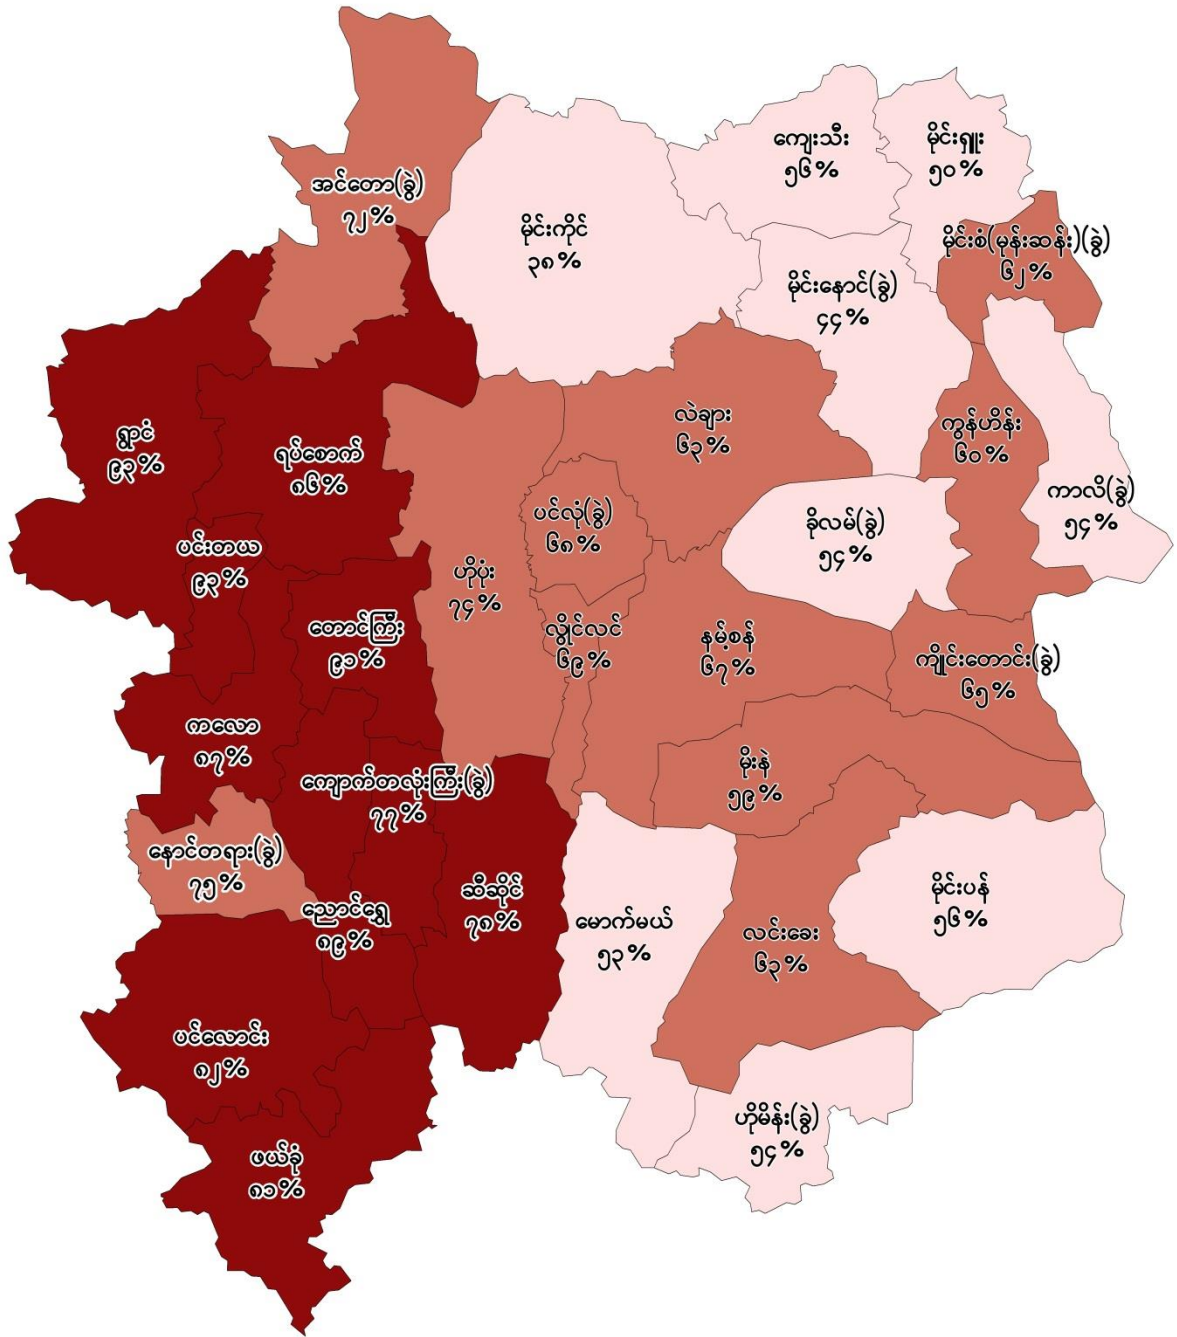 ကျေးသီး
၅၆%
မိုင်းရှူး
၅၀%
အင်တော(ခွဲ)
၇၂%
မိုင်းကိုင်
၃၈%
မိုင်းစံ(မုန်းဆန်း)(ခွဲ)
၆၂%
မိုင်းနောင်(ခွဲ)
၄၄%
ရွာငံ
၉၃%
ရပ်စောက်
၈၆%
လဲချား
၆၃%
ကွန်ဟိန်း
၆၀%
ကာလိ(ခွဲ)
၅၄%
ပင်လုံ(ခွဲ)
၆၈%
ခိုလမ်(ခွဲ)
၅၄%
ပင်းတယ
၉၃%
ဟိုပုံး
၇၄%
တောင်ကြီး
၉၁%
လွိုင်လင်
၆၉%
နမ့်စန်
၆၇%
ကျိုင်းတောင်း(ခွဲ)
၆၅%
ကလော
၈၇%
ကျောက်တလုံးကြီး(ခွဲ)
၇၇%
မိုးနဲ
၅၉%
နောင်တရား(ခွဲ)
၇၅%
ညောင်ရွှေ
၈၉%
ဆီဆိုင်
၇၈%
မောက်မယ်
၅၃%
လင်းခေး
၆၃%
မိုင်းပန်
၅၆%
ပင်လောင်း
၈၂%
ဟိုမိန်း(ခွဲ)
၅၄%
ဖယ်ခုံ
၈၁%